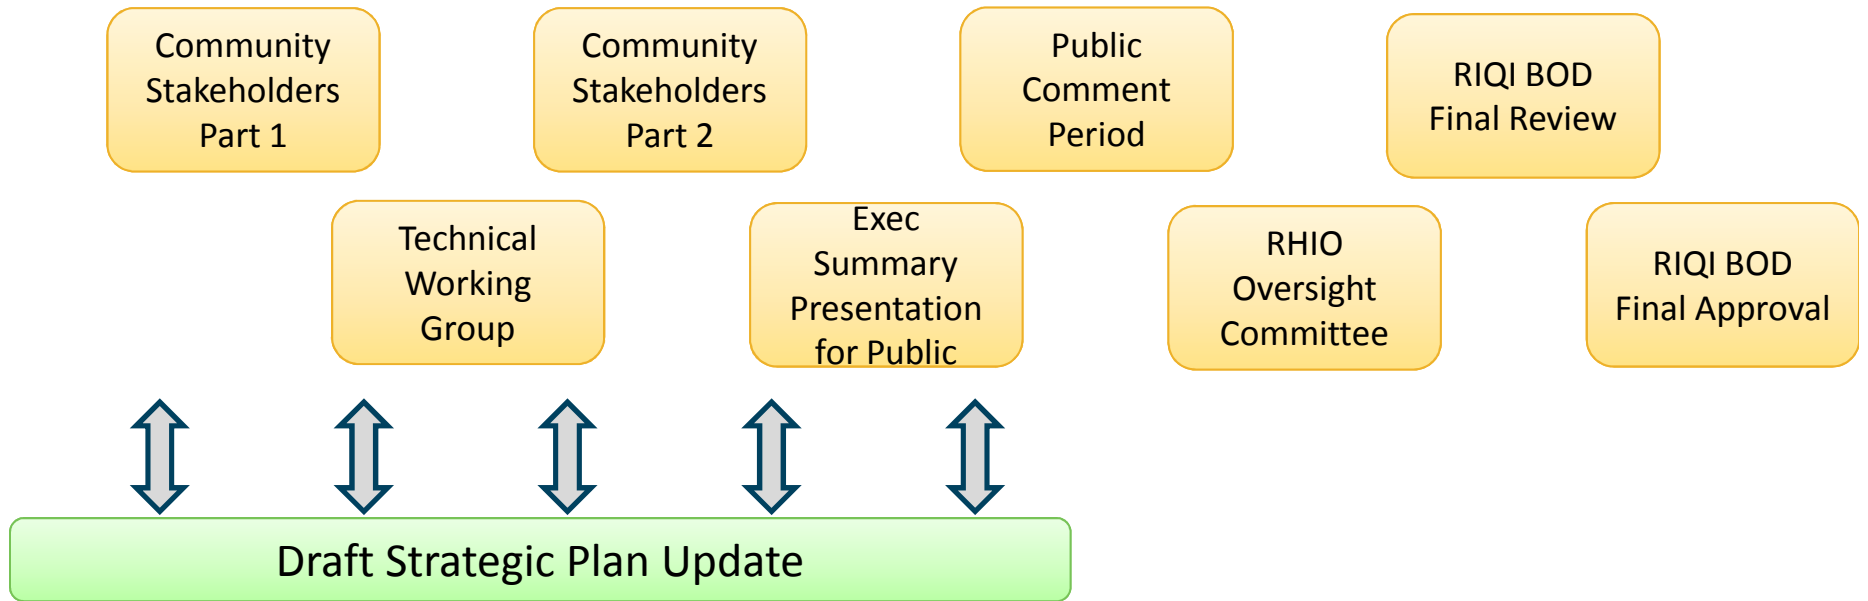 Community
Stakeholders
Part 1
Community
Stakeholders
Part 2
Public
Comment
Period
RIQI BOD
Final Review
Technical
Working
Group
Exec
Summary
Presentation
for Public
RHIO
Oversight
Committee
RIQI BOD
Final Approval
Draft Strategic Plan Update